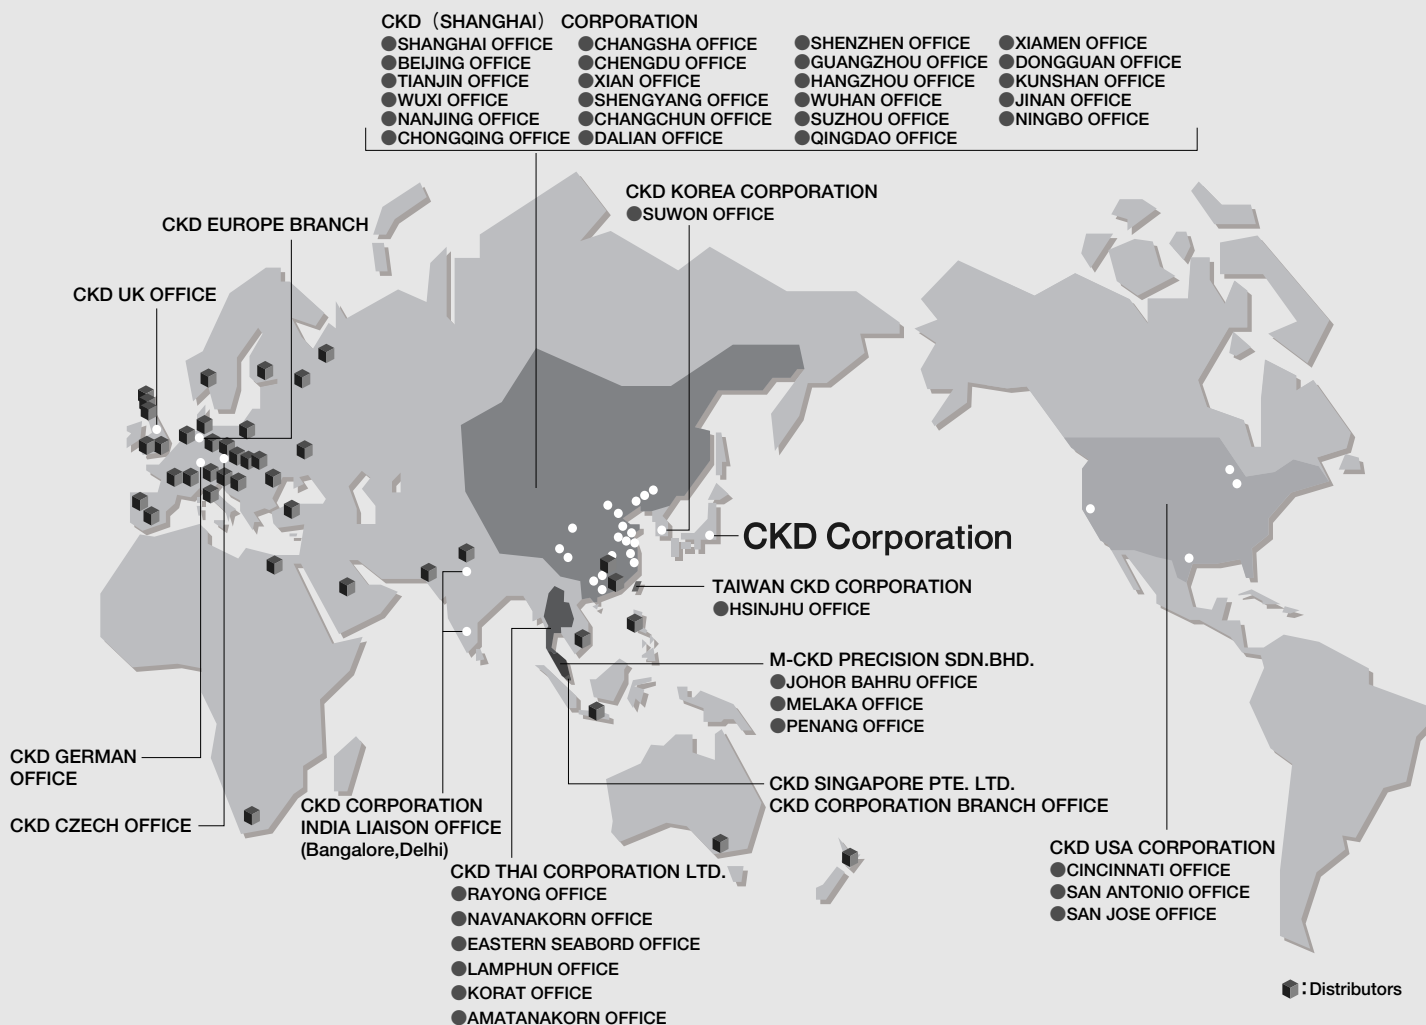 CKD（SHANGHAI） CORPORATION
●SHANGHAI OFFICE
●BEIJING OFFICE
●TIANJIN OFFICE
●WUXI OFFICE
●NANJING OFFICE
●CHONGQING OFFICE
●CHANGSHA OFFICE
●CHENGDU OFFICE
●XIAN OFFICE
●SHENGYANG OFFICE
●CHANGCHUN OFFICE
●DALIAN OFFICE
●SHENZHEN OFFICE
●GUANGZHOU OFFICE
●HANGZHOU OFFICE
●WUHAN OFFICE
●SUZHOU OFFICE
●QINGDAO OFFICE
●XIAMEN OFFICE
●DONGGUAN OFFICE
●KUNSHAN OFFICE
●JINAN OFFICE
●NINGBO OFFICE
CKD KOREA CORPORATION
●SUWON OFFICE
CKD EUROPE BRANCH
CKD UK OFFICE
CKD Corporation
TAIWAN CKD CORPORATION
●HSINJHU OFFICE
M-CKD PRECISION SDN.BHD.
●JOHOR BAHRU OFFICE
●MELAKA OFFICE
●PENANG OFFICE
CKD GERMAN
OFFICE
CKD CZECH OFFICE
CKD CORPORATION
INDIA LIAISON OFFICE
(Bangalore,Delhi)
CKD SINGAPORE PTE. LTD.
CKD CORPORATION BRANCH OFFICE
CKD THAI CORPORATION LTD.
●RAYONG OFFICE
●NAVANAKORN OFFICE
●EASTERN SEABORD OFFICE
●LAMPHUN OFFICE
●KORAT OFFICE
●AMATANAKORN OFFICE
CKD USA CORPORATION
●CINCINNATI OFFICE
●SAN ANTONIO OFFICE
●SAN JOSE OFFICE
: Distributors